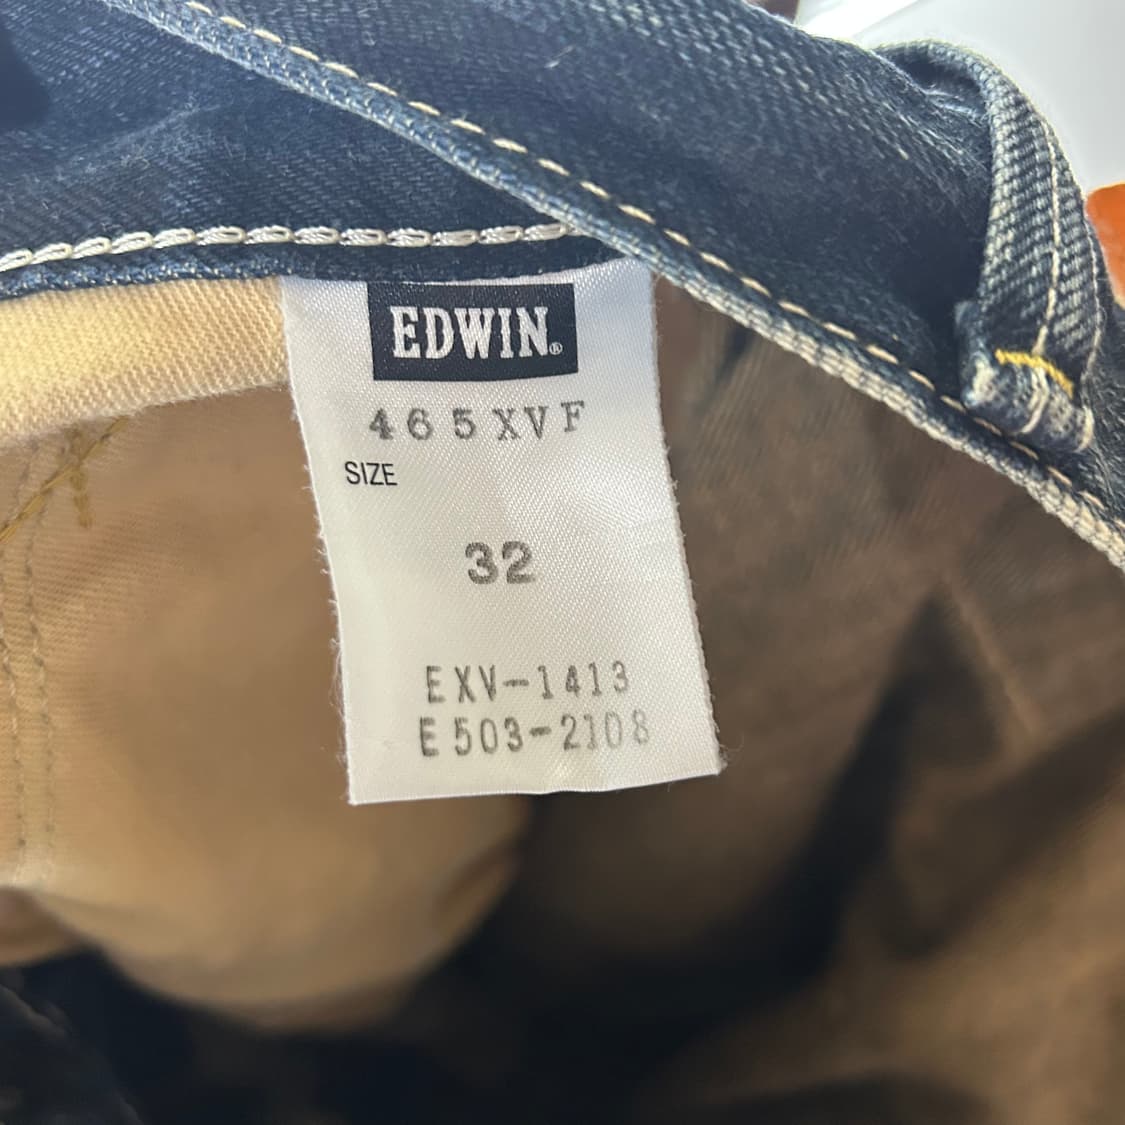 EDWIN®
465XVF
SIZE
32
EXV-1413
E503-2108